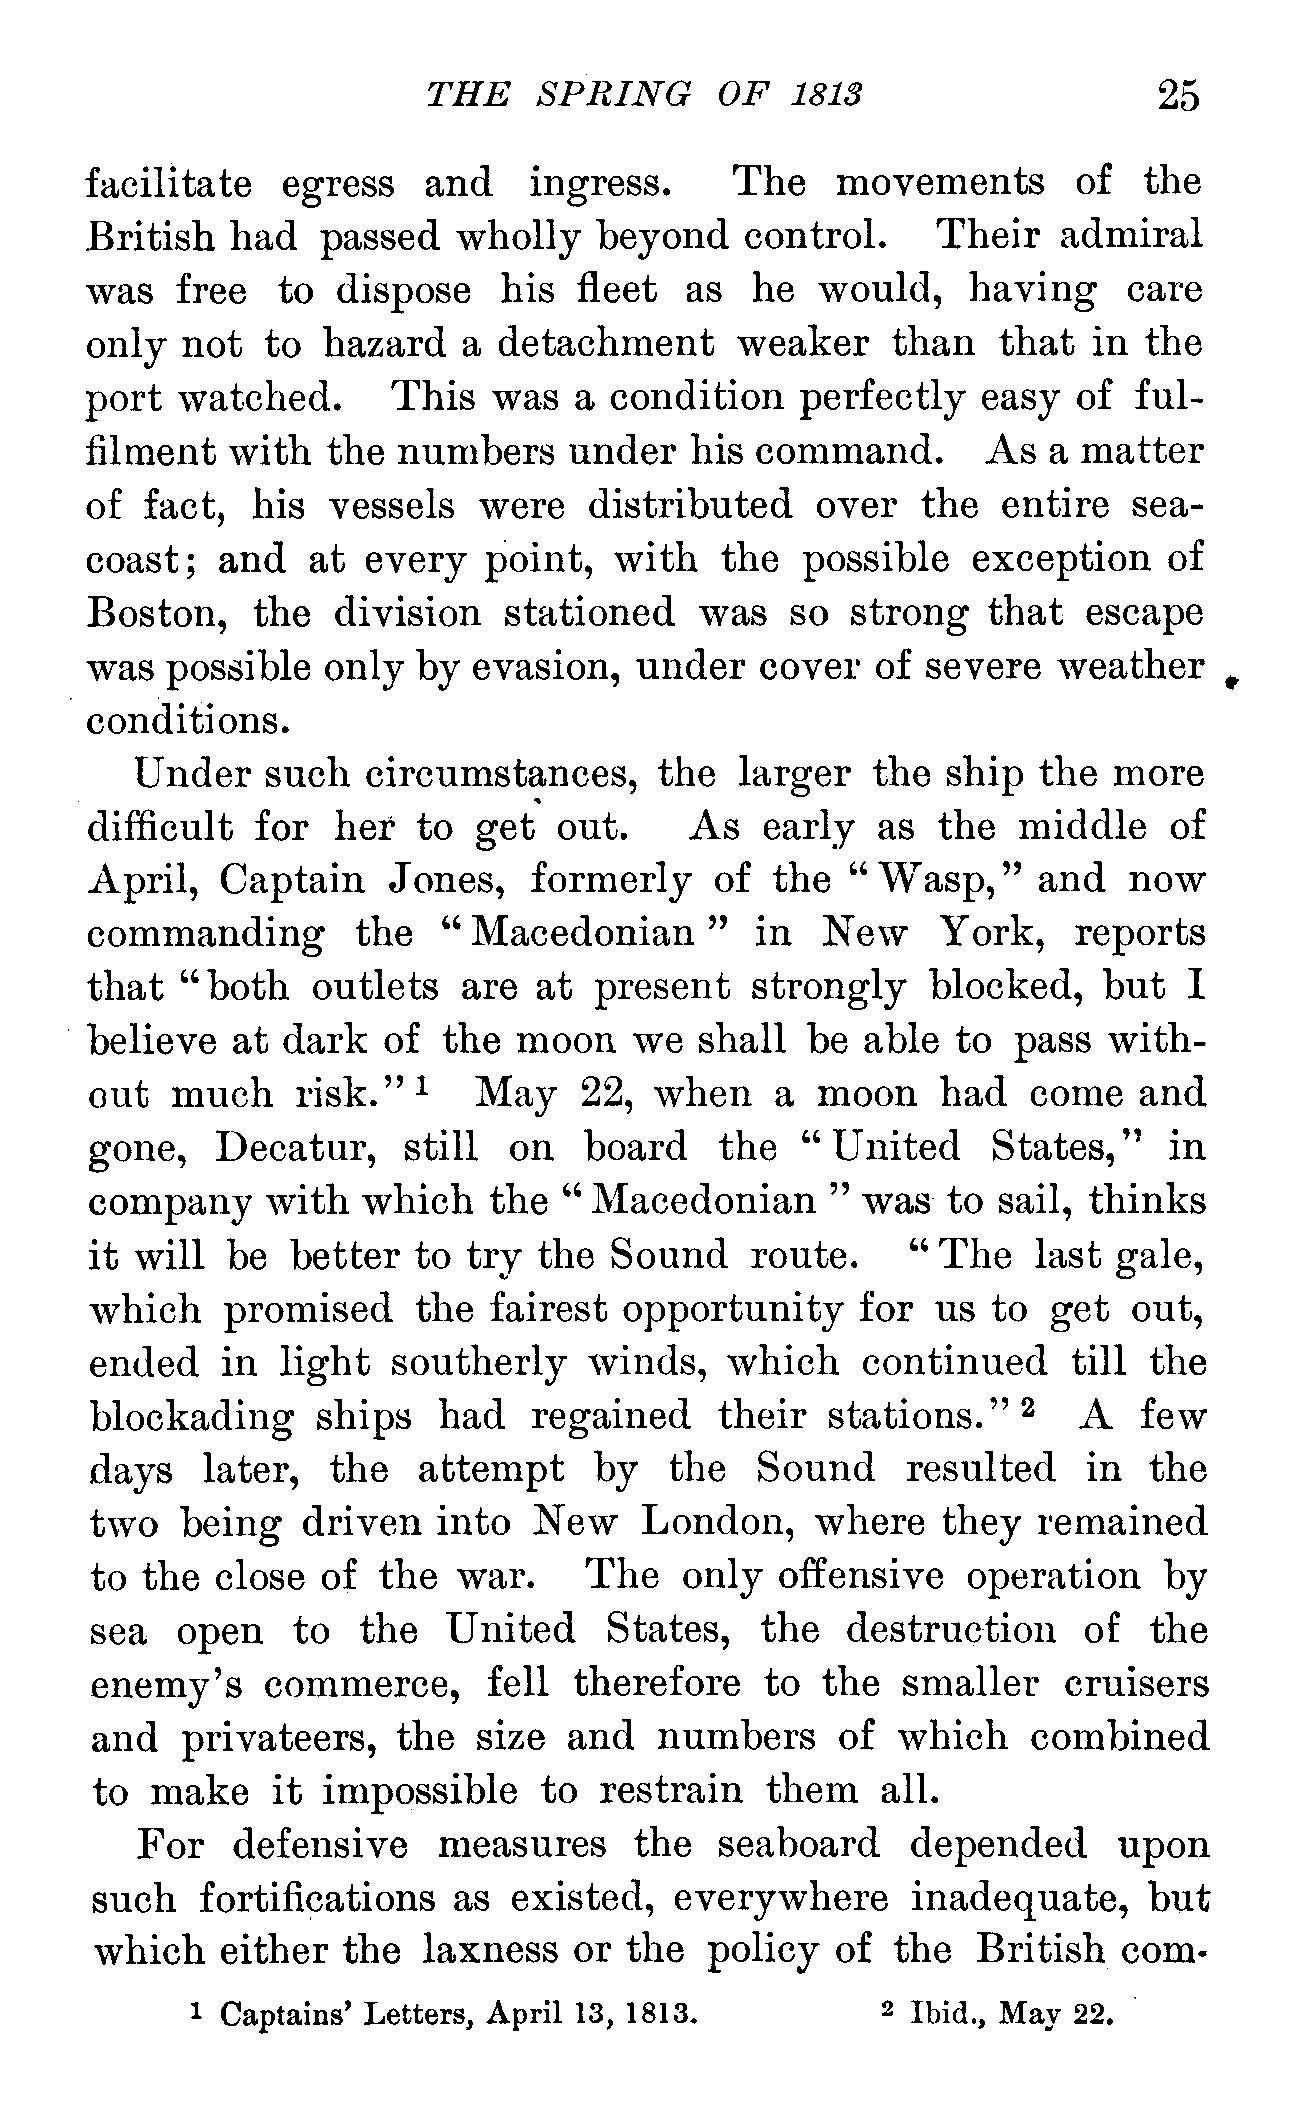 THE SPRING OF 1813 25
facilitate egress and ingress. The movements of the
British had passed wholly beyond control. Their admiral
was free to dispose his fleet as he would, having care
only not to hazard a detachment weaker than that in the
port watched. This was a condition perfectly easy of ful-
filment with the numbers under his command. As a matter
of fact, his vessels were distributed over the entire sea-
coast; and at every point, with the possible exception of
Boston, the division stationed was so strong that escape
was possible only by evasion, under cover of severe weather
conditions.
Under such circumstances, the larger the ship the more
difficult for her to get out. As early as the middle of
April, Captain Jones, formerly of the “Wasp,” and now
commanding the “Macedonian” in New York, reports
that “both outlets are at present strongly blocked, but I
believe at dark of the moon we shall be able to pass with-
out much risk.” ¹ May 22, when a moon had come and
gone, Decatur, still on board the “United States,” in
company with which the “Macedonian” was to sail, thinks
it will be better to try the Sound route. “The last gale,
which promised the fairest opportunity for us to get out,
ended in light southerly winds, which continued till the
blockading ships had regained their stations.” ² A few
days later, the attempt by the Sound resulted in the
two being driven into New London, where they remained
to the close of the war. The only offensive operation by
sea open to the United States, the destruction of the
enemy's commerce, fell therefore to the smaller cruisers
and privateers, the size and numbers of which combined
to make it impossible to restrain them all.
For defensive measures the seaboard depended upon
such fortifications as existed, everywhere inadequate, but
which either the laxness or the policy of the British com-
¹ Captains' Letters, April 13, 1813. ² Ibid., May 22.